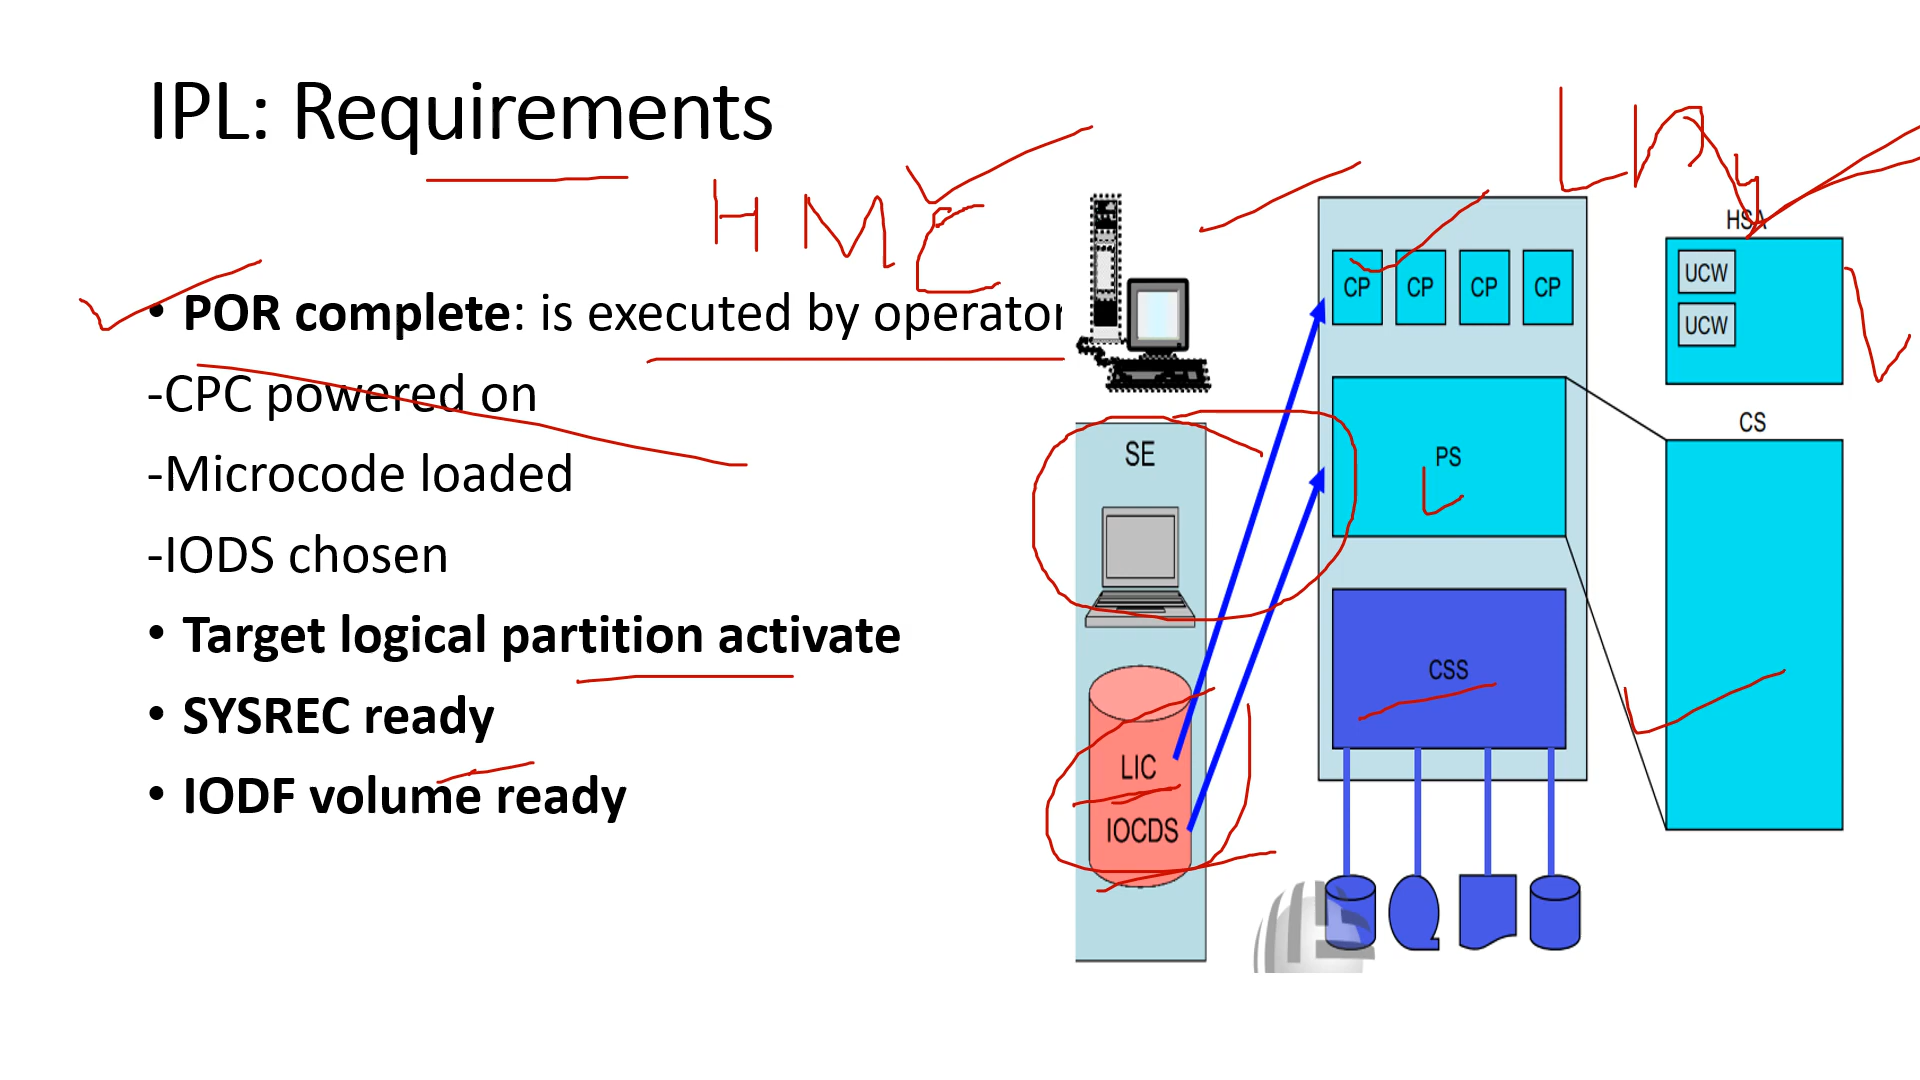 IPL: Requirements
HMC
• POR complete: is executed by operator
-CPC powered on
-Microcode loaded
-IODS chosen
• Target logical partition activate
• SYSREC ready
• IODF volume ready
SE
LIC
IOCDS
CP CP CP CP
PS
CSS
HSA
UCW
UCW
CS